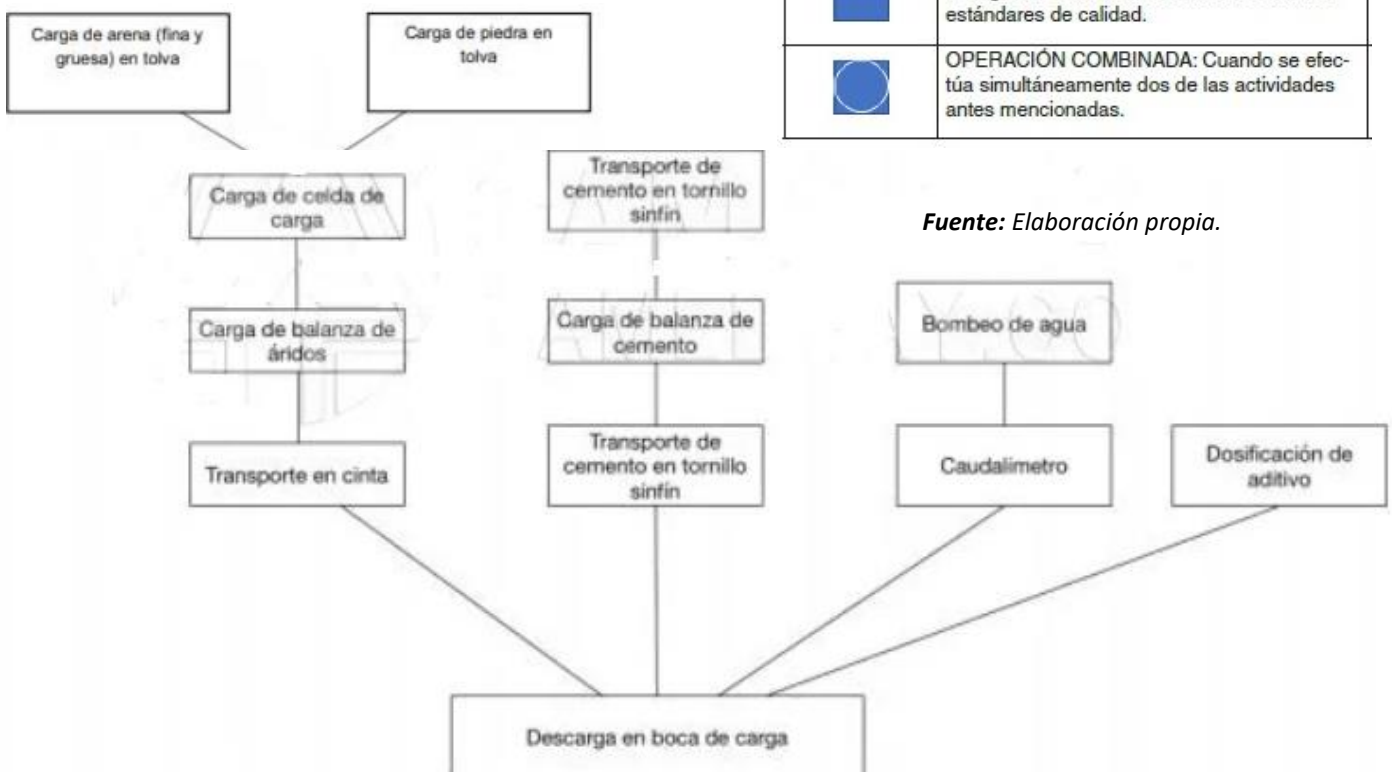 Carga de arena (fina y
gruesa) en tolva
Carga de piedra en
tolva
estándares de calidad.
OPERACIÓN COMBINADA: Cuando se efec-
túa simultáneamente dos de las actividades
antes mencionadas.
Carga de celda de
carga
Transporte de
cemento en tornillo
sinfín
Fuente: Elaboración propia.
Carga de balanza de
áridos
Carga de balanza de
cemento
Bombeo de agua
Transporte en cinta
Transporte de
cemento en tornillo
sinfín
Caudalímetro
Dosificación de
aditivo
Descarga en boca de carga